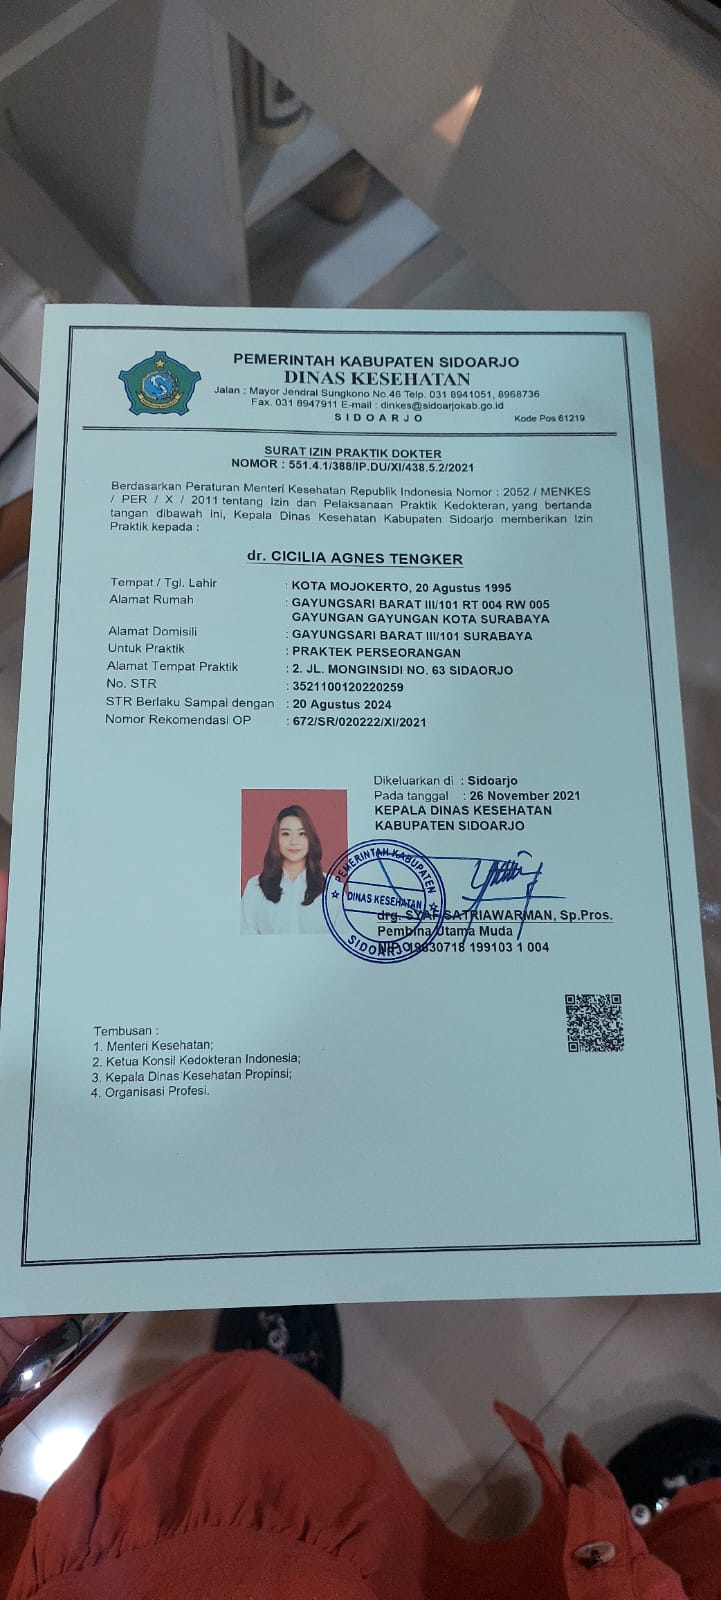 PEMERINTAH KABUPATEN SIDOARJO
DINAS KESEHATAN
Jalan : Mayor Jendral Sungkono No.46 Telp. 031 8941051, 8968736
Fax. 031 8947911 E-mail : dinkes@sidoarjokab.go.id
SIDOARJO Kode Pos 61219
SURAT IZIN PRAKTIK DOKTER
NOMOR : 551.4.1/388/IP.DU/XI/438.5.2/2021
Berdasarkan Peraturan Menteri Kesehatan Republik Indonesia Nomor : 2052 / MENKES
/ PER / X / 2011 tentang Izin dan Pelaksanaan Praktik Kedokteran, yang bertanda
tangan dibawah Ini, Kepala Dinas Kesehatan Kabupaten Sidoarjo memberikan Izin
Praktik kepada :
dr. CICILIA AGNES TENGKER
Tempat / Tgl. Lahir : KOTA MOJOKERTO, 20 Agustus 1995
Alamat Rumah : GAYUNGSARI BARAT III/101 RT 004 RW 005
GAYUNGAN GAYUNGAN KOTA SURABAYA
Alamat Domisili : GAYUNGSARI BARAT III/101 SURABAYA
Untuk Praktik : PRAKTEK PERSEORANGAN
Alamat Tempat Praktik : 2. JL. MONGINSIDI NO. 63 SIDAORJO
No. STR : 3521100120220259
STR Berlaku Sampai dengan : 20 Agustus 2024
Nomor Rekomendasi OP : 672/SR/020222/XI/2021
Dikeluarkan di : Sidoarjo
Pada tanggal : 26 November 2021
KEPALA DINAS KESEHATAN
KABUPATEN SIDOARJO
PEMERINTAH KABUPATEN
DINAS KESEHATAN
SIDOARJO
drg. SYAF SATRIAWARMAN, Sp.Pros.
Pembina Utama Muda
199103 1 004
Tembusan :
1. Menteri Kesehatan;
2. Ketua Konsil Kedokteran Indonesia;
3. Kepala Dinas Kesehatan Propinsi;
4. Organisasi Profesi.